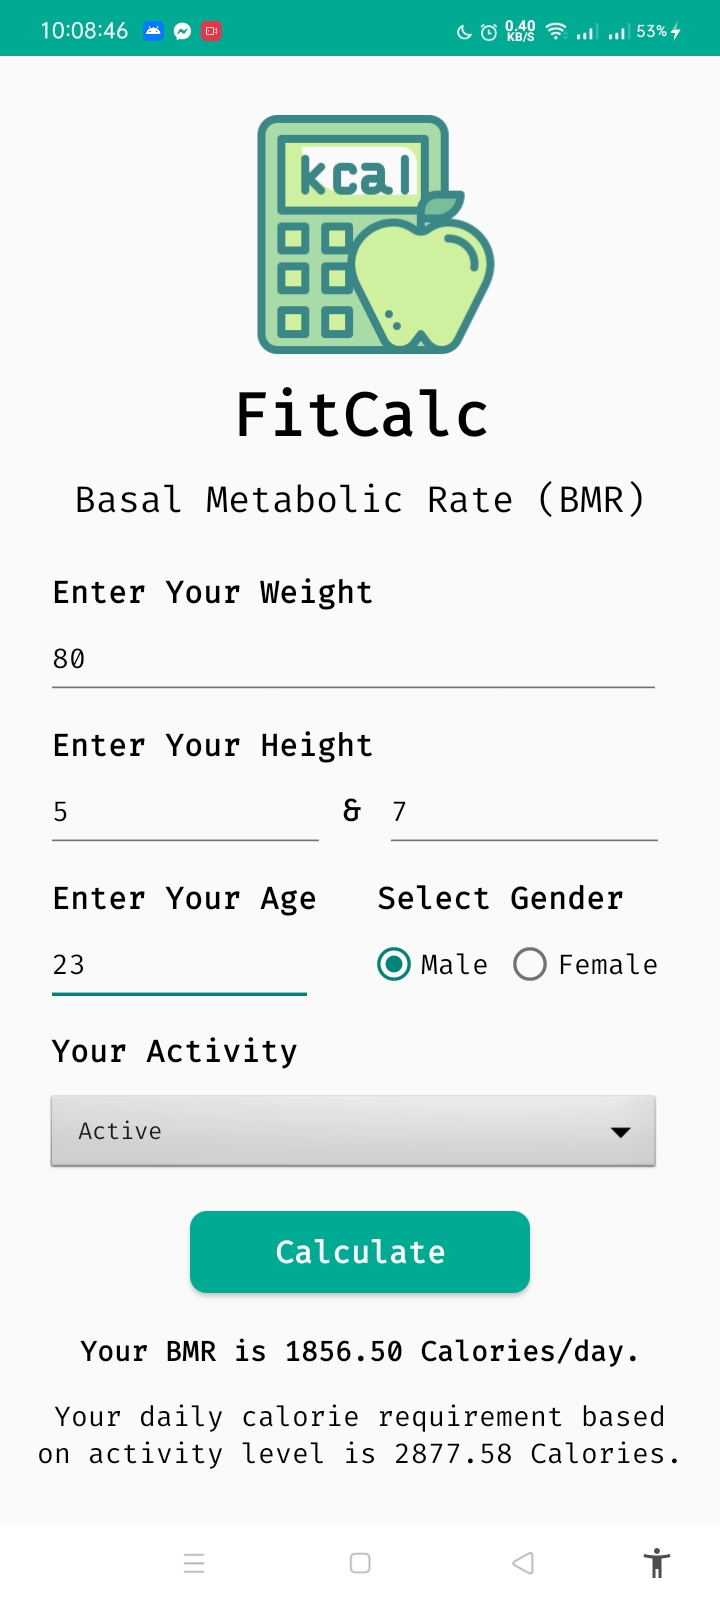 10:08:46 0.40 KB/S 53%
kcal
FitCalc
Basal Metabolic Rate (BMR)
Enter Your Weight
80
Enter Your Height
5 & 7
Enter Your Age Select Gender
23 Male Female
Your Activity
Active
Calculate
Your BMR is 1856.50 Calories/day.
Your daily calorie requirement based
on activity level is 2877.58 Calories.